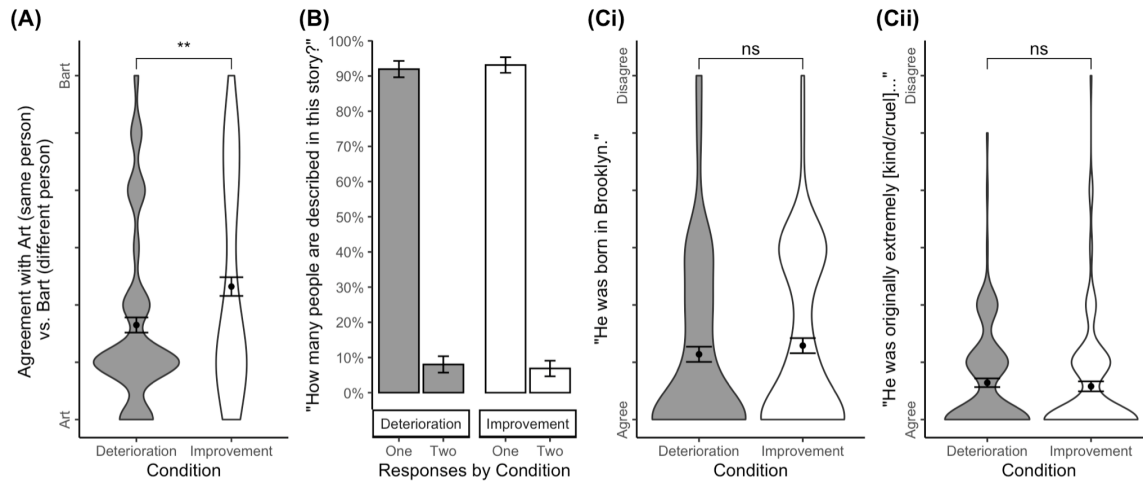 (A)
Agreement with Art (same person)
vs. Bart (different person)
Bart
Art
**
Deterioration Improvement
Condition
(B)
"How many people are described in this story?"
100%
90%
80%
70%
60%
50%
40%
30%
20%
10%
0%
Deterioration Improvement
One Two One Two
Responses by Condition
(Ci)
"He was born in Brooklyn."
Disagree
Agree
ns
Deterioration Improvement
Condition
(Cii)
"He was originally extremely [kind/cruel]..."
Disagree
Agree
ns
Deterioration Improvement
Condition